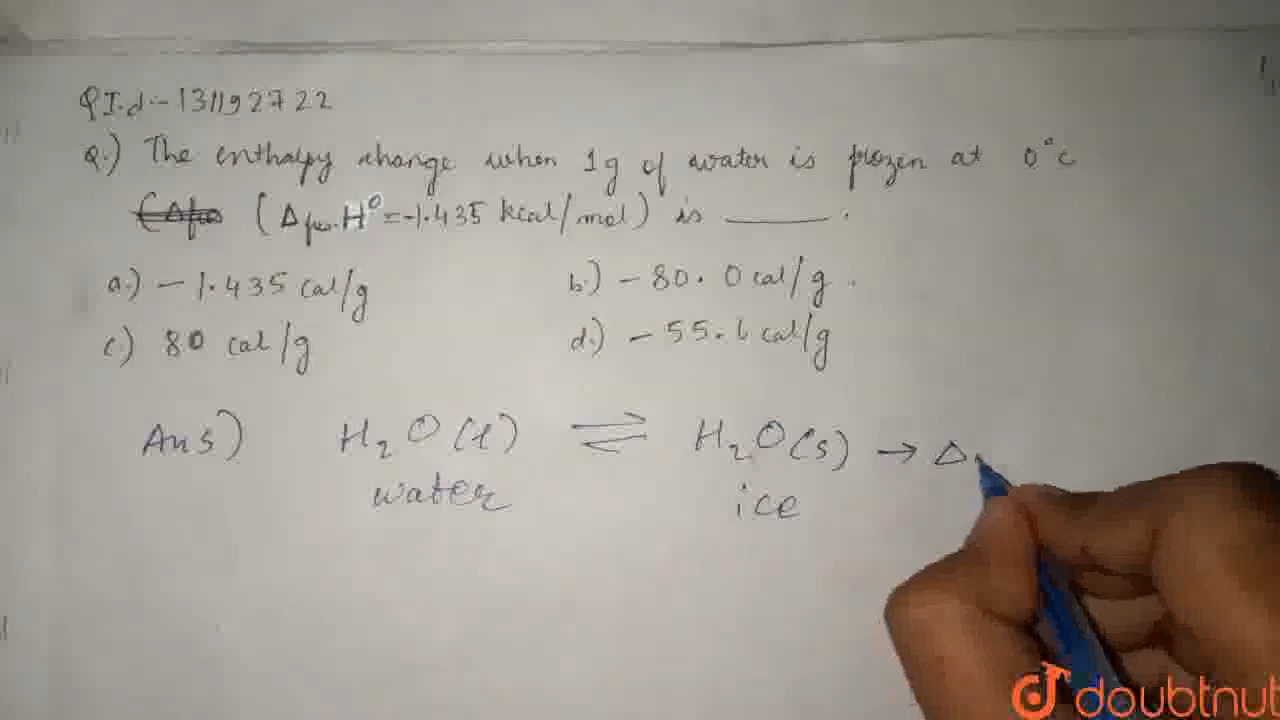 QI.d:-131192722
Q.) The enthalpy change when 1g of water is frozen at 0°c
(Δfus.H° = -1.435 kcal/mol) is ______.
a.) - 1.435 cal/g b.) - 80.0 cal/g.
c.) 80 cal/g d.) - 55.6 cal/g
Ans) H₂O(l) ⇌ H₂O(s) → Δ
water ice
doubtnut